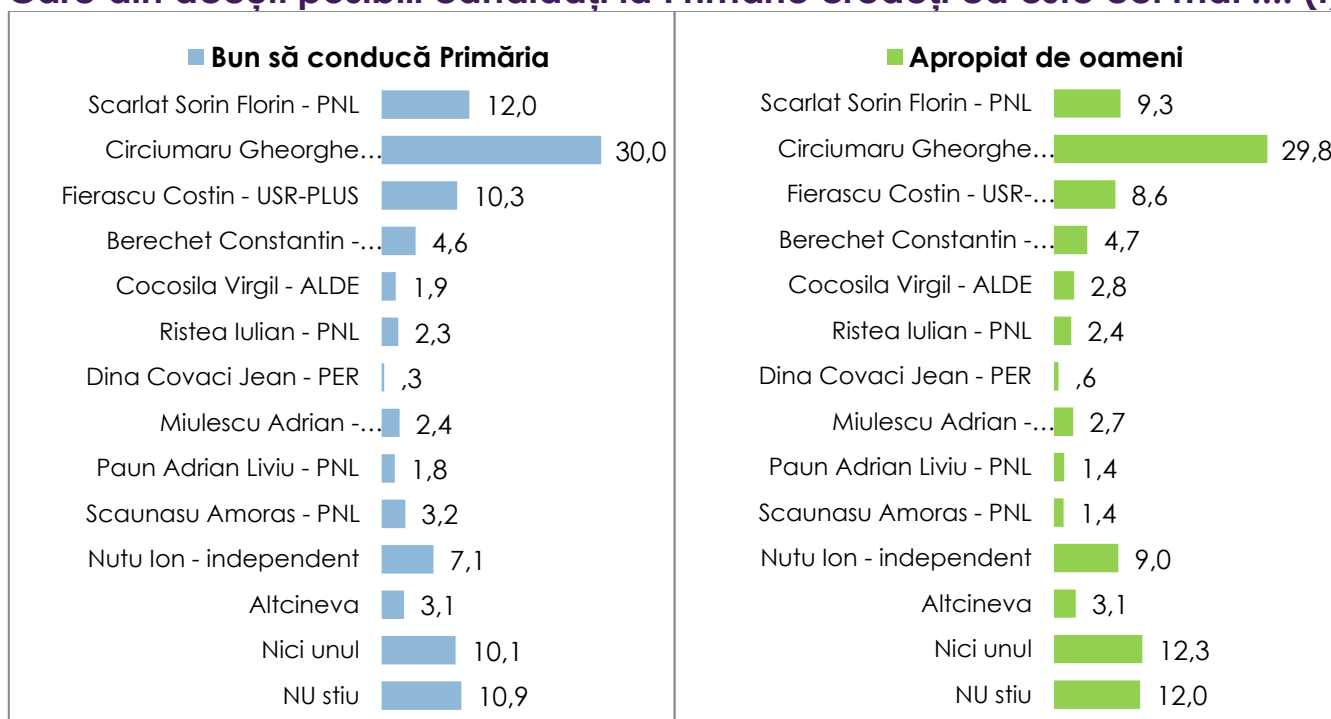 Bun să conducă Primăria
Scarlat Sorin Florin - PNL 12,0
Circiumaru Gheorghe… 30,0
Fierascu Costin - USR-PLUS 10,3
Berechet Constantin -… 4,6
Cocosila Virgil - ALDE 1,9
Ristea Iulian - PNL 2,3
Dina Covaci Jean - PER ,3
Miulescu Adrian -… 2,4
Paun Adrian Liviu - PNL 1,8
Scaunasu Amoras - PNL 3,2
Nutu Ion - independent 7,1
Altcineva 3,1
Nici unul 10,1
NU stiu 10,9
Apropiat de oameni
Scarlat Sorin Florin - PNL 9,3
Circiumaru Gheorghe… 29,8
Fierascu Costin - USR-… 8,6
Berechet Constantin -… 4,7
Cocosila Virgil - ALDE 2,8
Ristea Iulian - PNL 2,4
Dina Covaci Jean - PER ,6
Miulescu Adrian -… 2,7
Paun Adrian Liviu - PNL 1,4
Scaunasu Amoras - PNL 1,4
Nutu Ion - independent 9,0
Altcineva 3,1
Nici unul 12,3
NU stiu 12,0